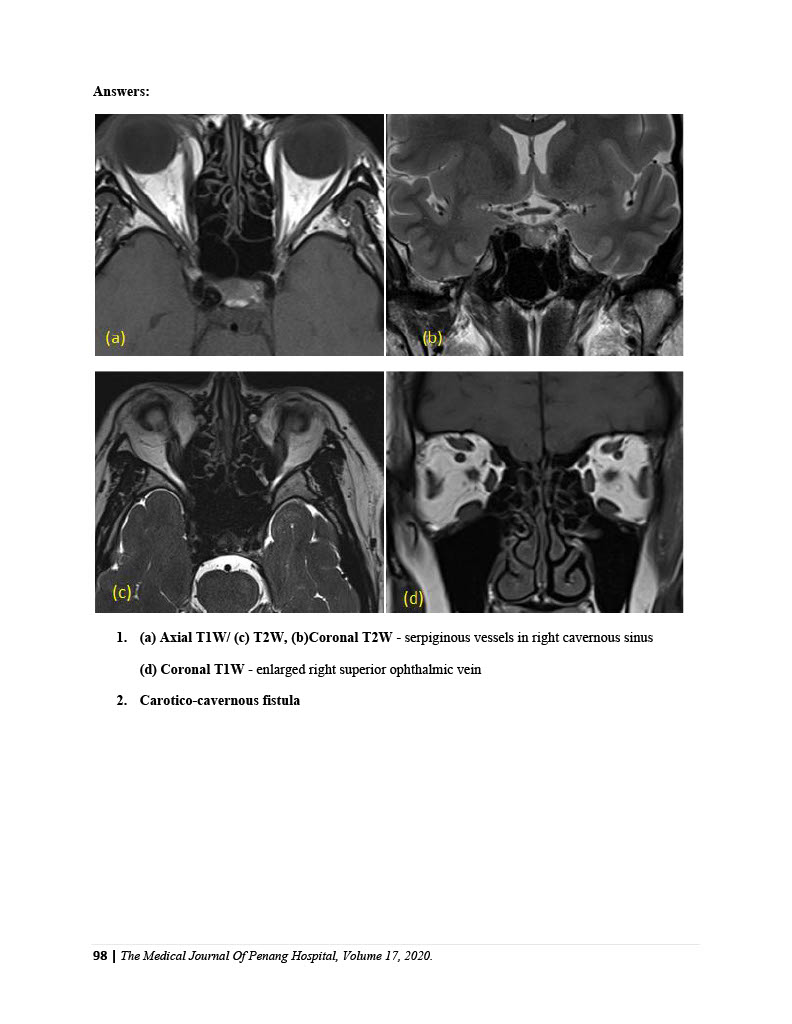 Answers:
(a)
(b)
(c)
(d)
1. (a) Axial T1W/ (c) T2W, (b)Coronal T2W - serpiginous vessels in right cavernous sinus
(d) Coronal T1W - enlarged right superior ophthalmic vein
2. Carotico-cavernous fistula
98 | The Medical Journal Of Penang Hospital, Volume 17, 2020.